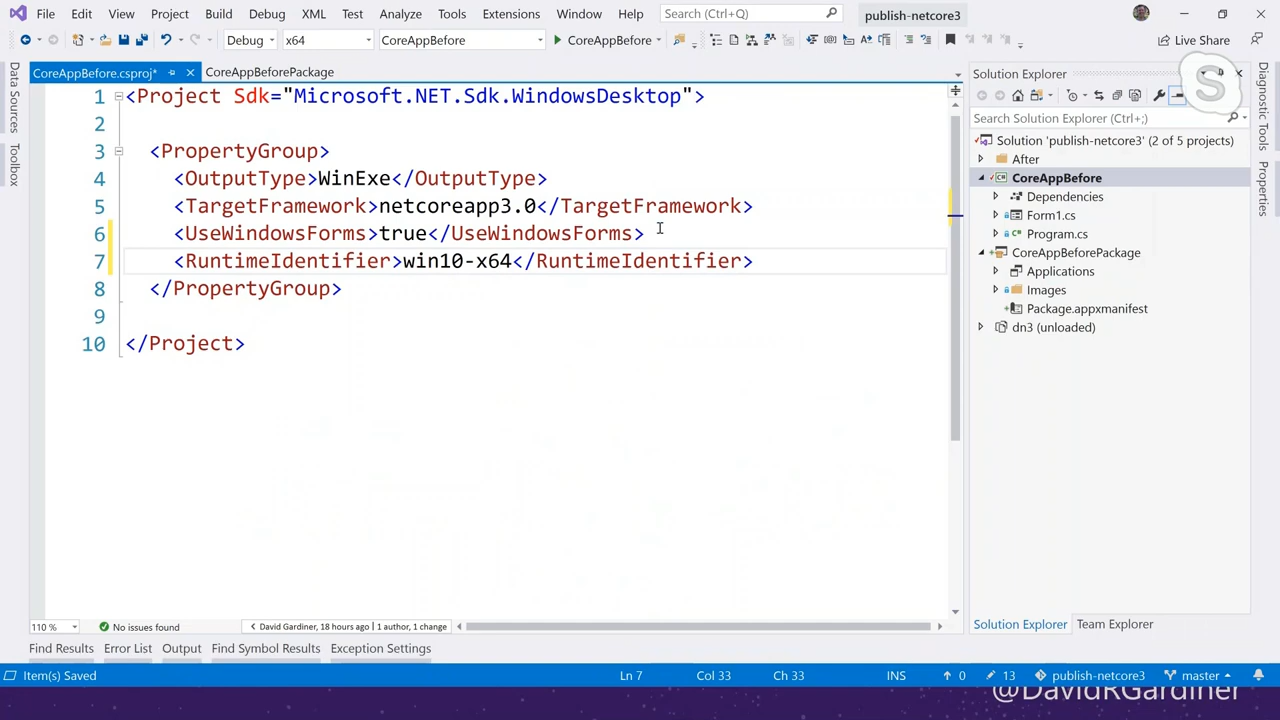 File Edit View Project Build Debug XML Test Analyze Tools Extensions Window Help Search (Ctrl+Q) publish-netcore3
Debug x64 CoreAppBefore CoreAppBefore Live Share
CoreAppBefore.csproj* CoreAppBeforePackage
Data Sources
Toolbox
1 <Project Sdk="Microsoft.NET.Sdk.WindowsDesktop">
2
3 <PropertyGroup>
4 <OutputType>WinExe</OutputType>
5 <TargetFramework>netcoreapp3.0</TargetFramework>
6 <UseWindowsForms>true</UseWindowsForms>
7 <RuntimeIdentifier>win10-x64</RuntimeIdentifier>
8 </PropertyGroup>
9
10 </Project>
Solution Explorer
Search Solution Explorer (Ctrl+;)
Solution 'publish-netcore3' (2 of 5 projects)
After
CoreAppBefore
Dependencies
Form1.cs
Program.cs
CoreAppBeforePackage
Applications
Images
Package.appxmanifest
dn3 (unloaded)
Diagnostic Tools
Properties
110 % No issues found David Gardiner, 18 hours ago | 1 author, 1 change
Solution Explorer Team Explorer
Find Results Error List Output Find Symbol Results Exception Settings
Item(s) Saved Ln 7 Col 33 Ch 33 INS 0 13 publish-netcore3 master
@DavidRGardiner